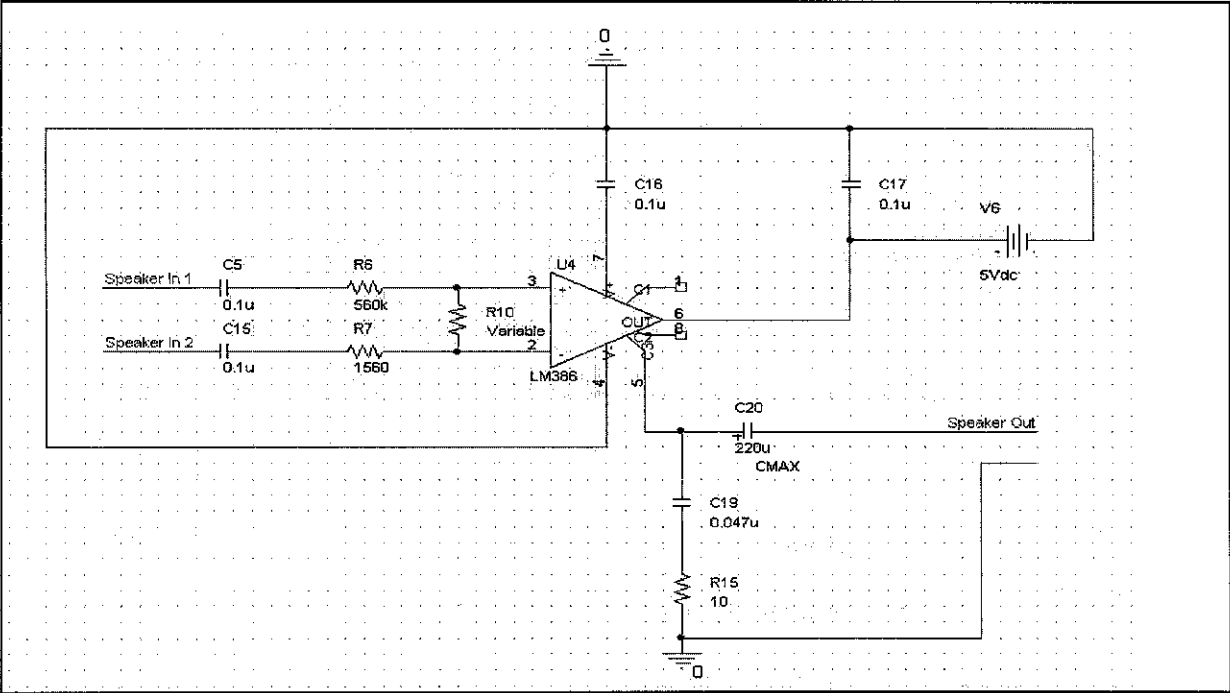 0
C16
0.1u
C17
0.1u
V6
5Vdc
Speaker In 1
C5
0.1u
R6
560k
3
U4
7
V+
1
C1
+
R10
Variable
OUT
6
8
Speaker In 2
C15
0.1u
R7
1560
2
-
LM386
V-
4
5
C20
+
220u
CMAX
Speaker Out
C19
0.047u
R15
10
0